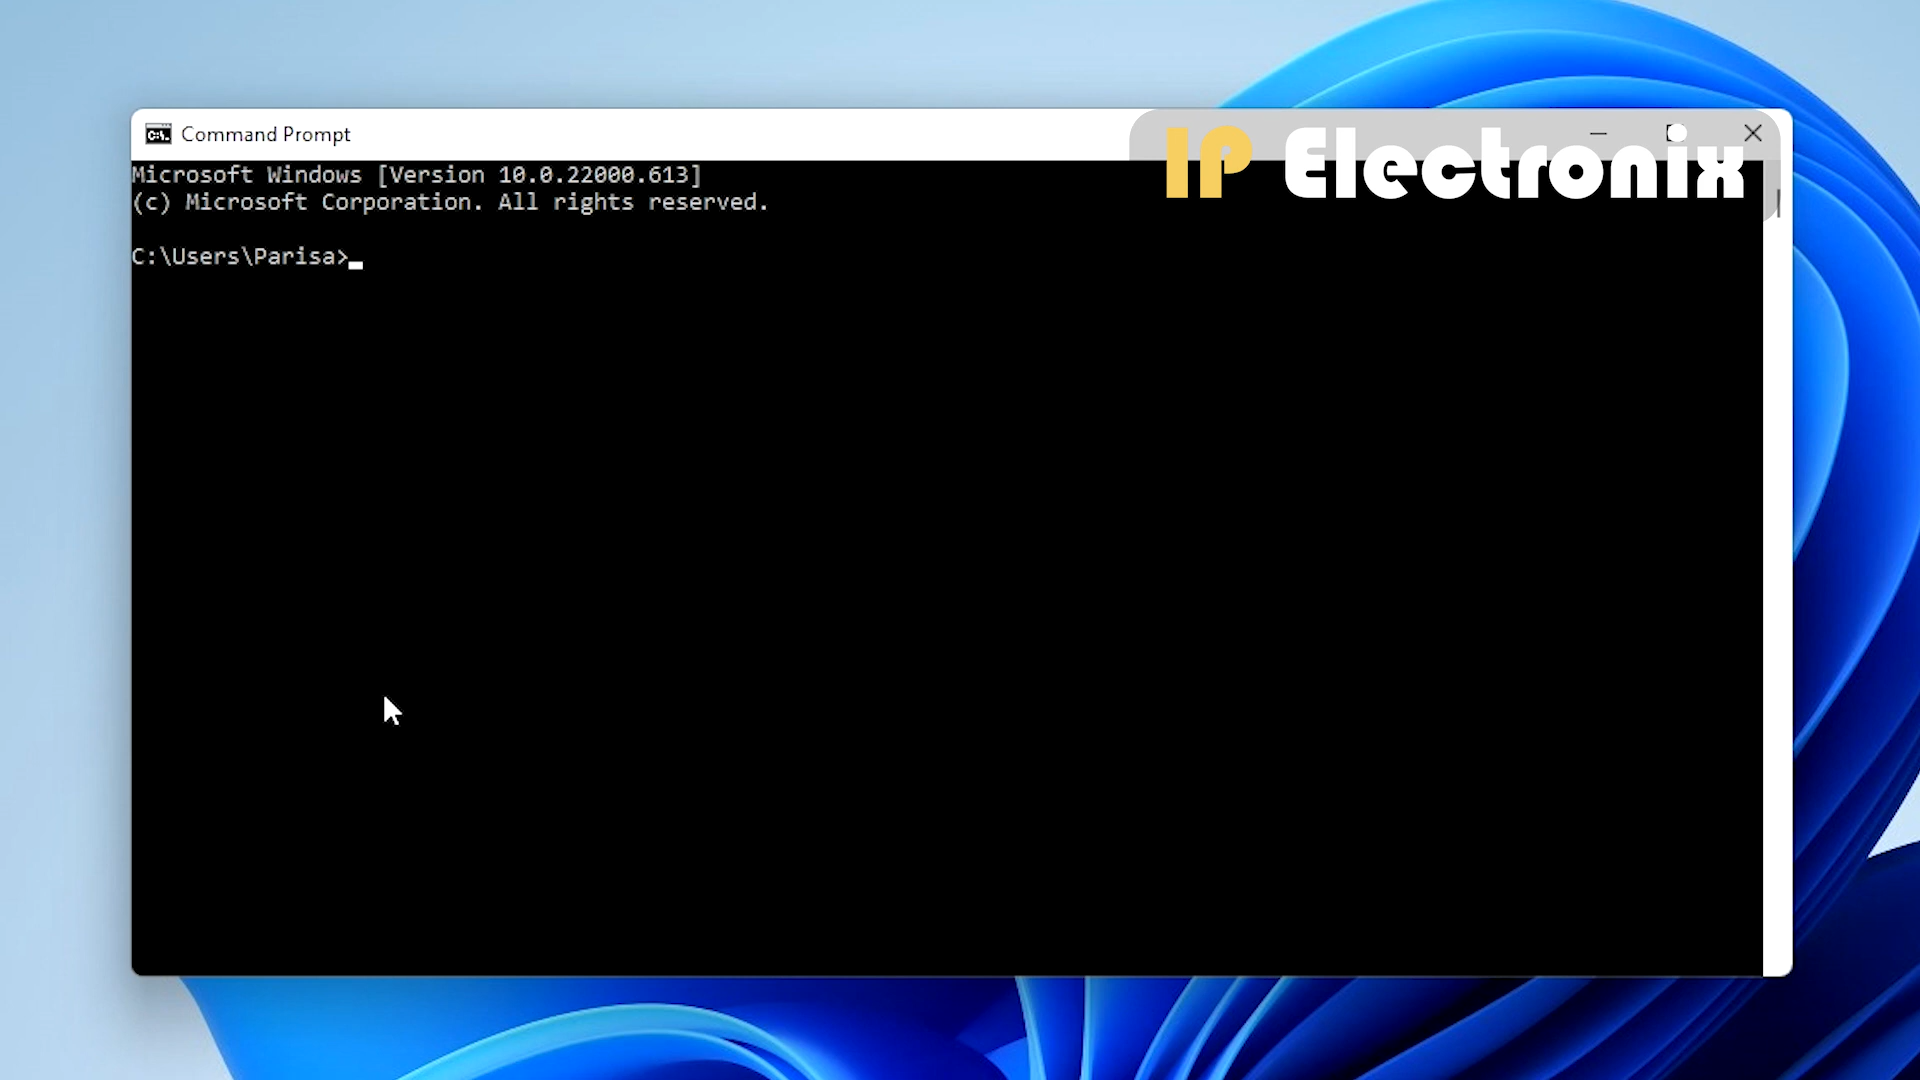 Command Prompt
IP Electronix
Microsoft Windows [Version 10.0.22000.613]
(c) Microsoft Corporation. All rights reserved.
C:\Users\Parisa>